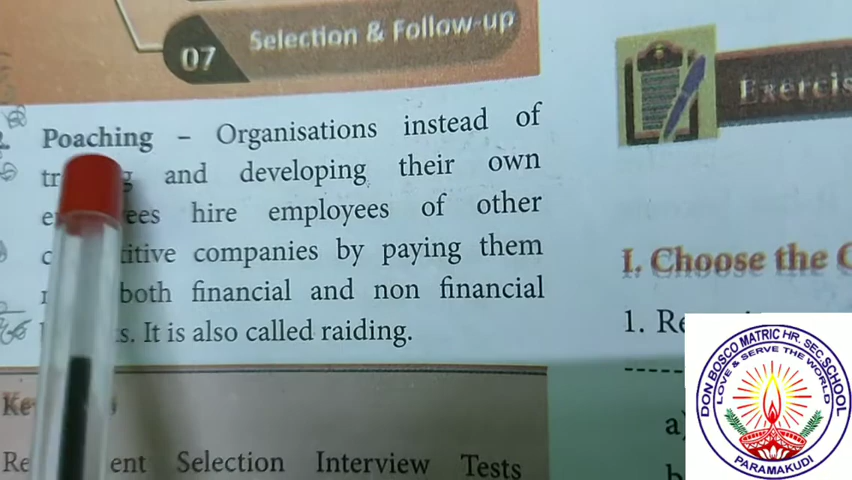 07 Selection & Follow-up
Poaching – Organisations instead of
and developing their own
hire employees of other
companies by paying them
both financial and non financial
It is also called raiding.
Selection Interview Tests
I. Choose the
1.
a)
DON BOSCO MATRIC HR. SEC. SCHOOL
LOVE & SERVE THE WORLD
PARAMAKUDI